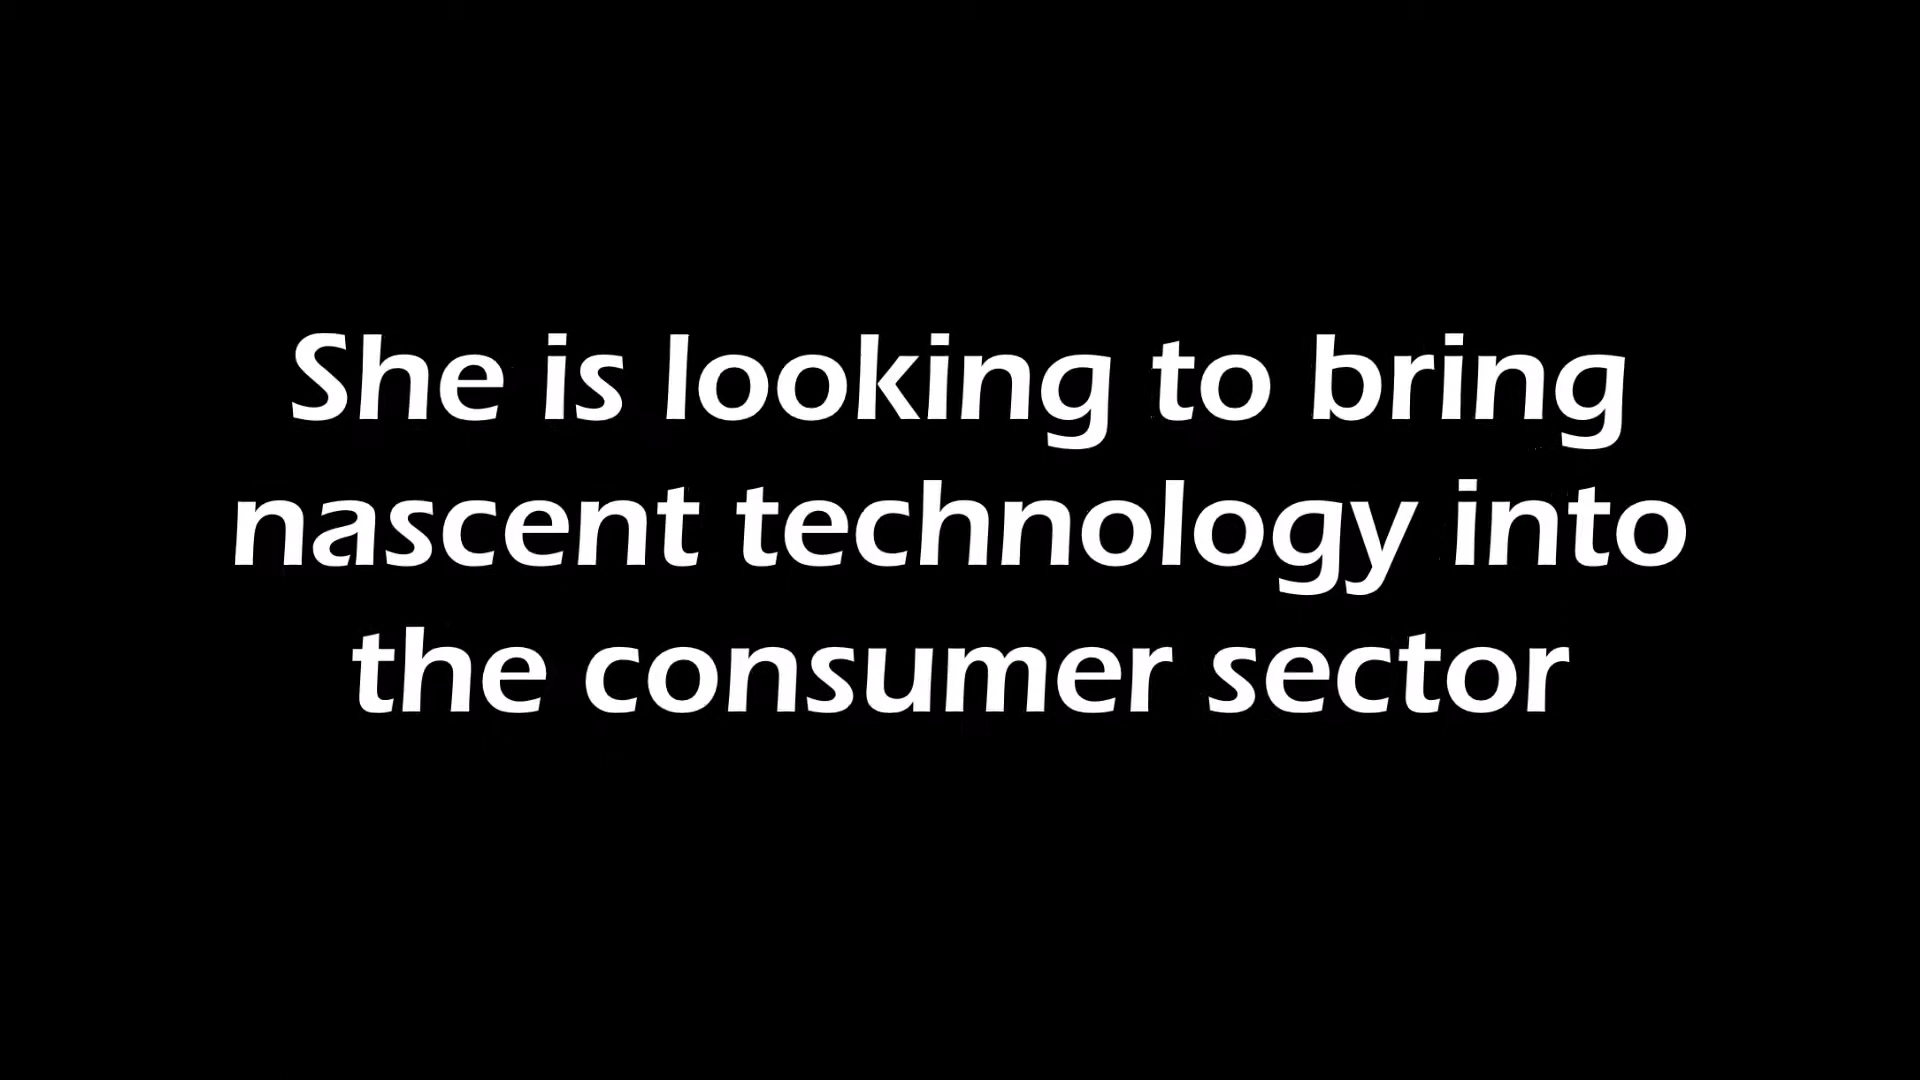 She is looking to bring
nascent technology into
the consumer sector